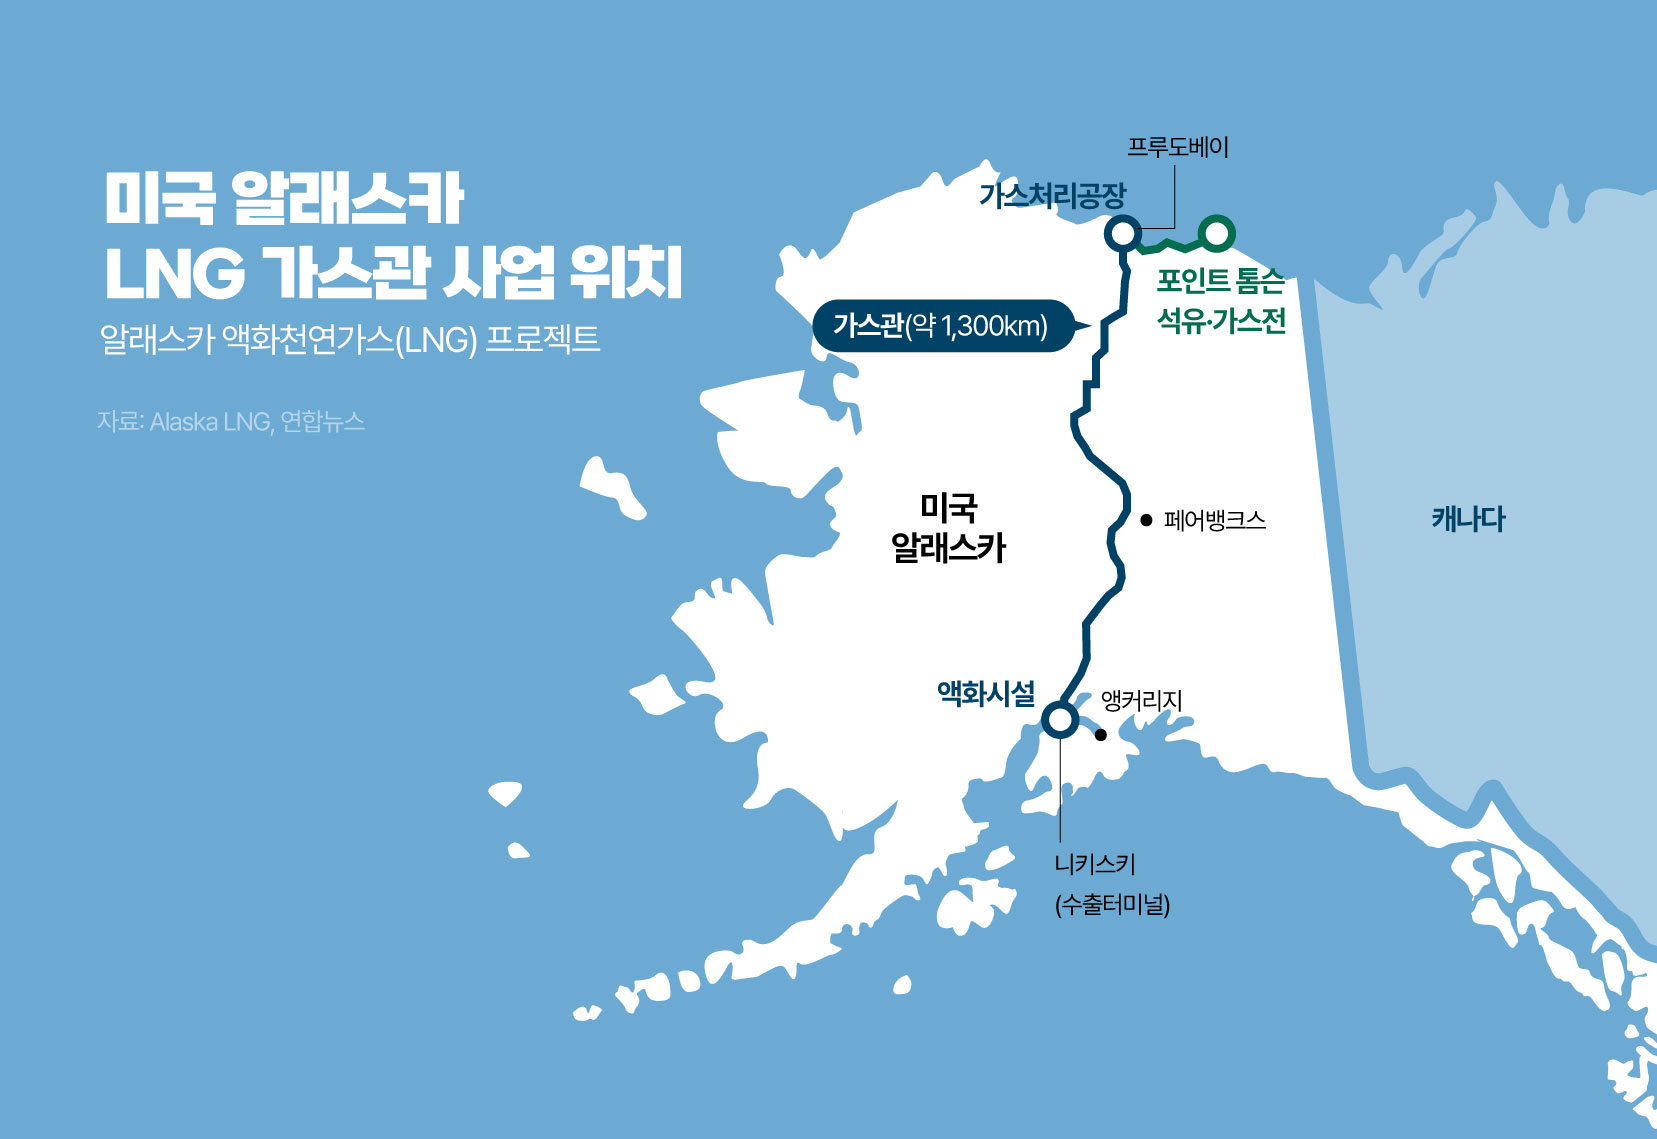 미국 알래스카
LNG 가스관 사업 위치
알래스카 액화천연가스(LNG) 프로젝트
자료: Alaska LNG, 연합뉴스
프루도베이
가스처리공장
포인트 톰슨
석유·가스전
가스관(약 1,300km)
미국
알래스카
페어뱅크스
캐나다
액화시설
앵커리지
니키스키
(수출터미널)